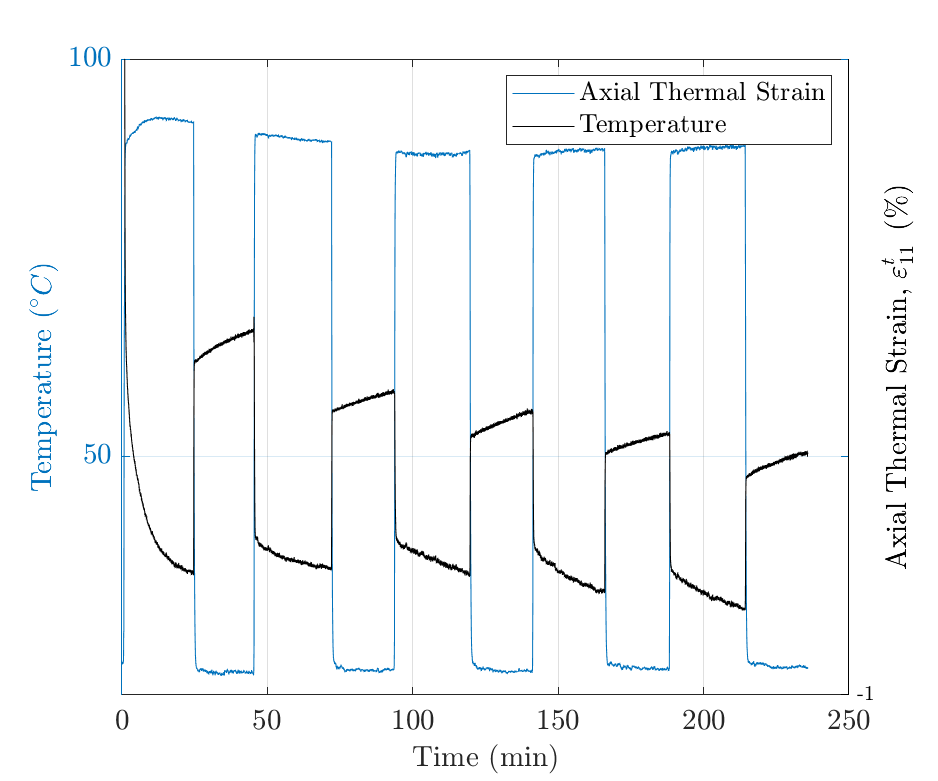 100
50
Temperature (°C)
Axial Thermal Strain
Temperature
Axial Thermal Strain, ε₁₁ᵗ (%)
-1
0 50 100 150 200 250
Time (min)